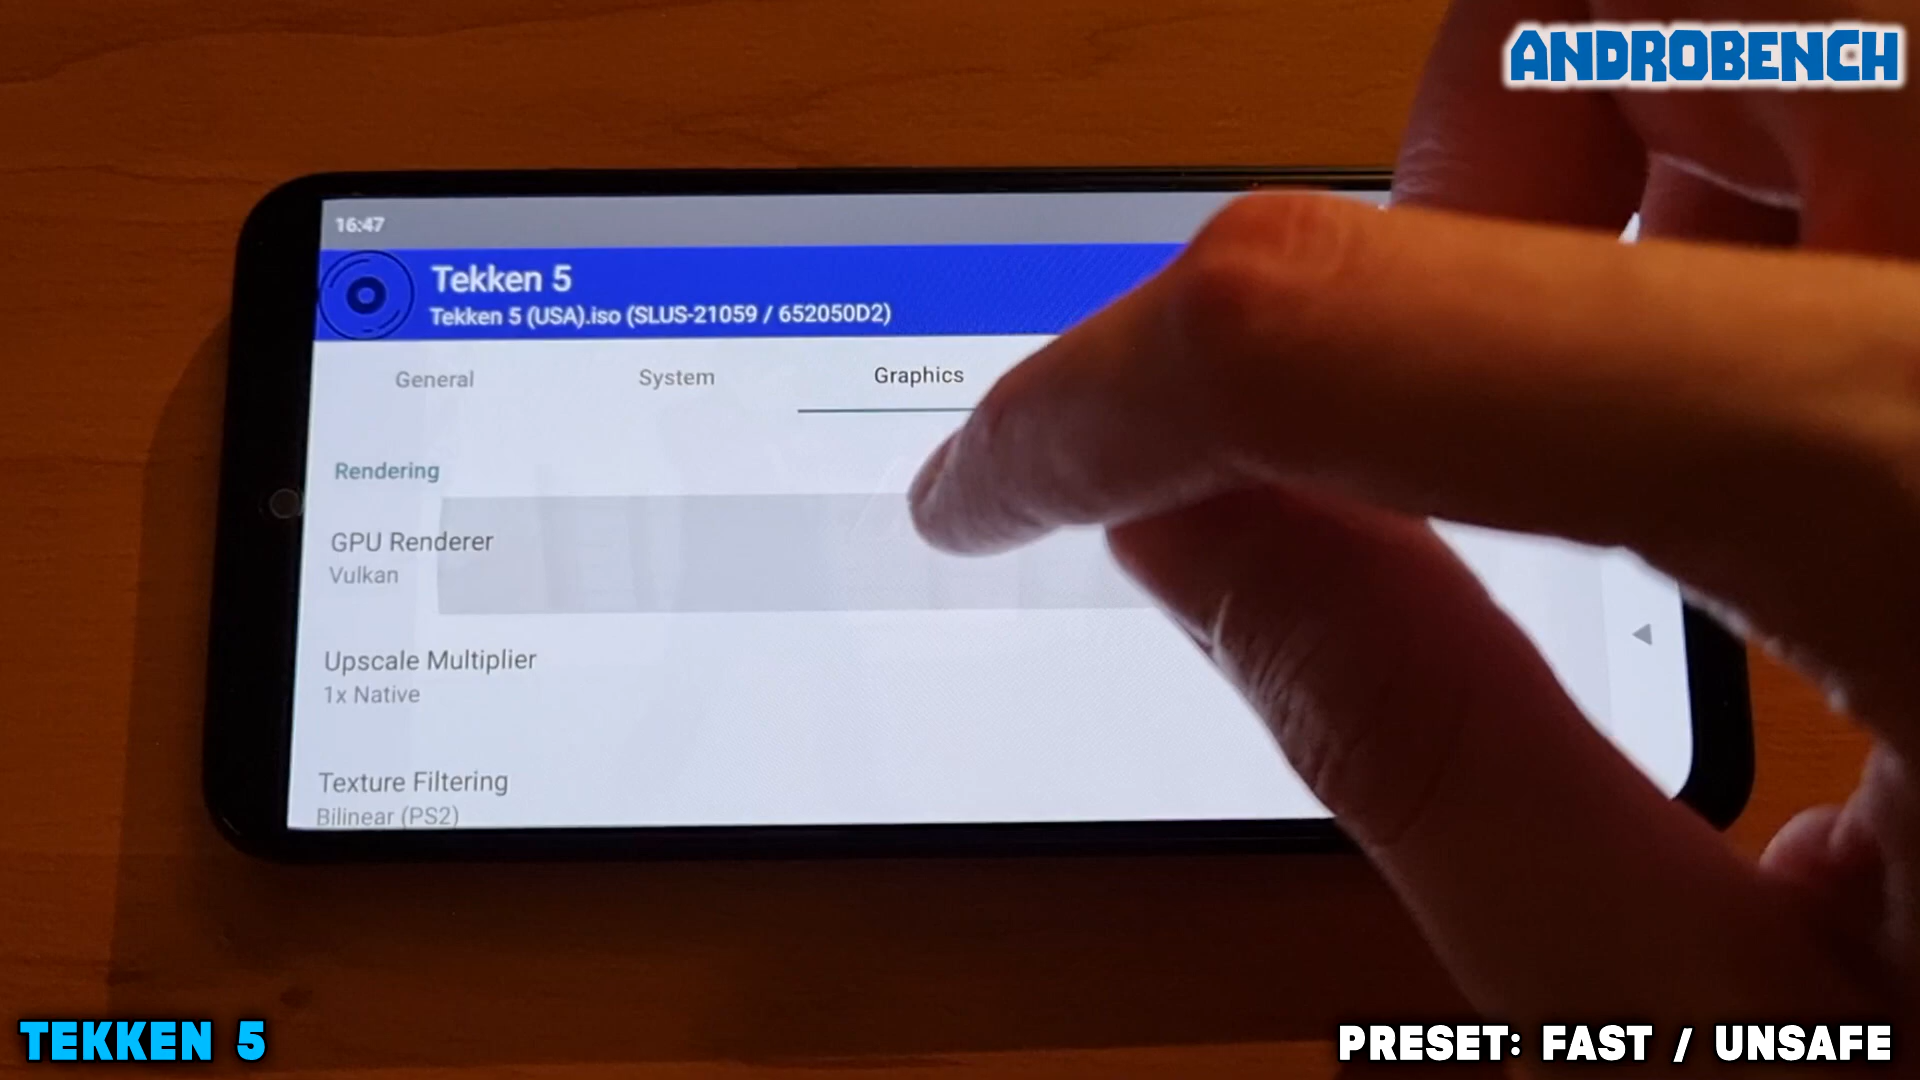 ANDROBENCH
16:47
Tekken 5
Tekken 5 (USA).iso (SLUS-21059 / 652050D2)
General System Graphics
Rendering
GPU Renderer
Vulkan
Upscale Multiplier
1x Native
Texture Filtering
Bilinear (PS2)
TEKKEN 5
PRESET: FAST / UNSAFE